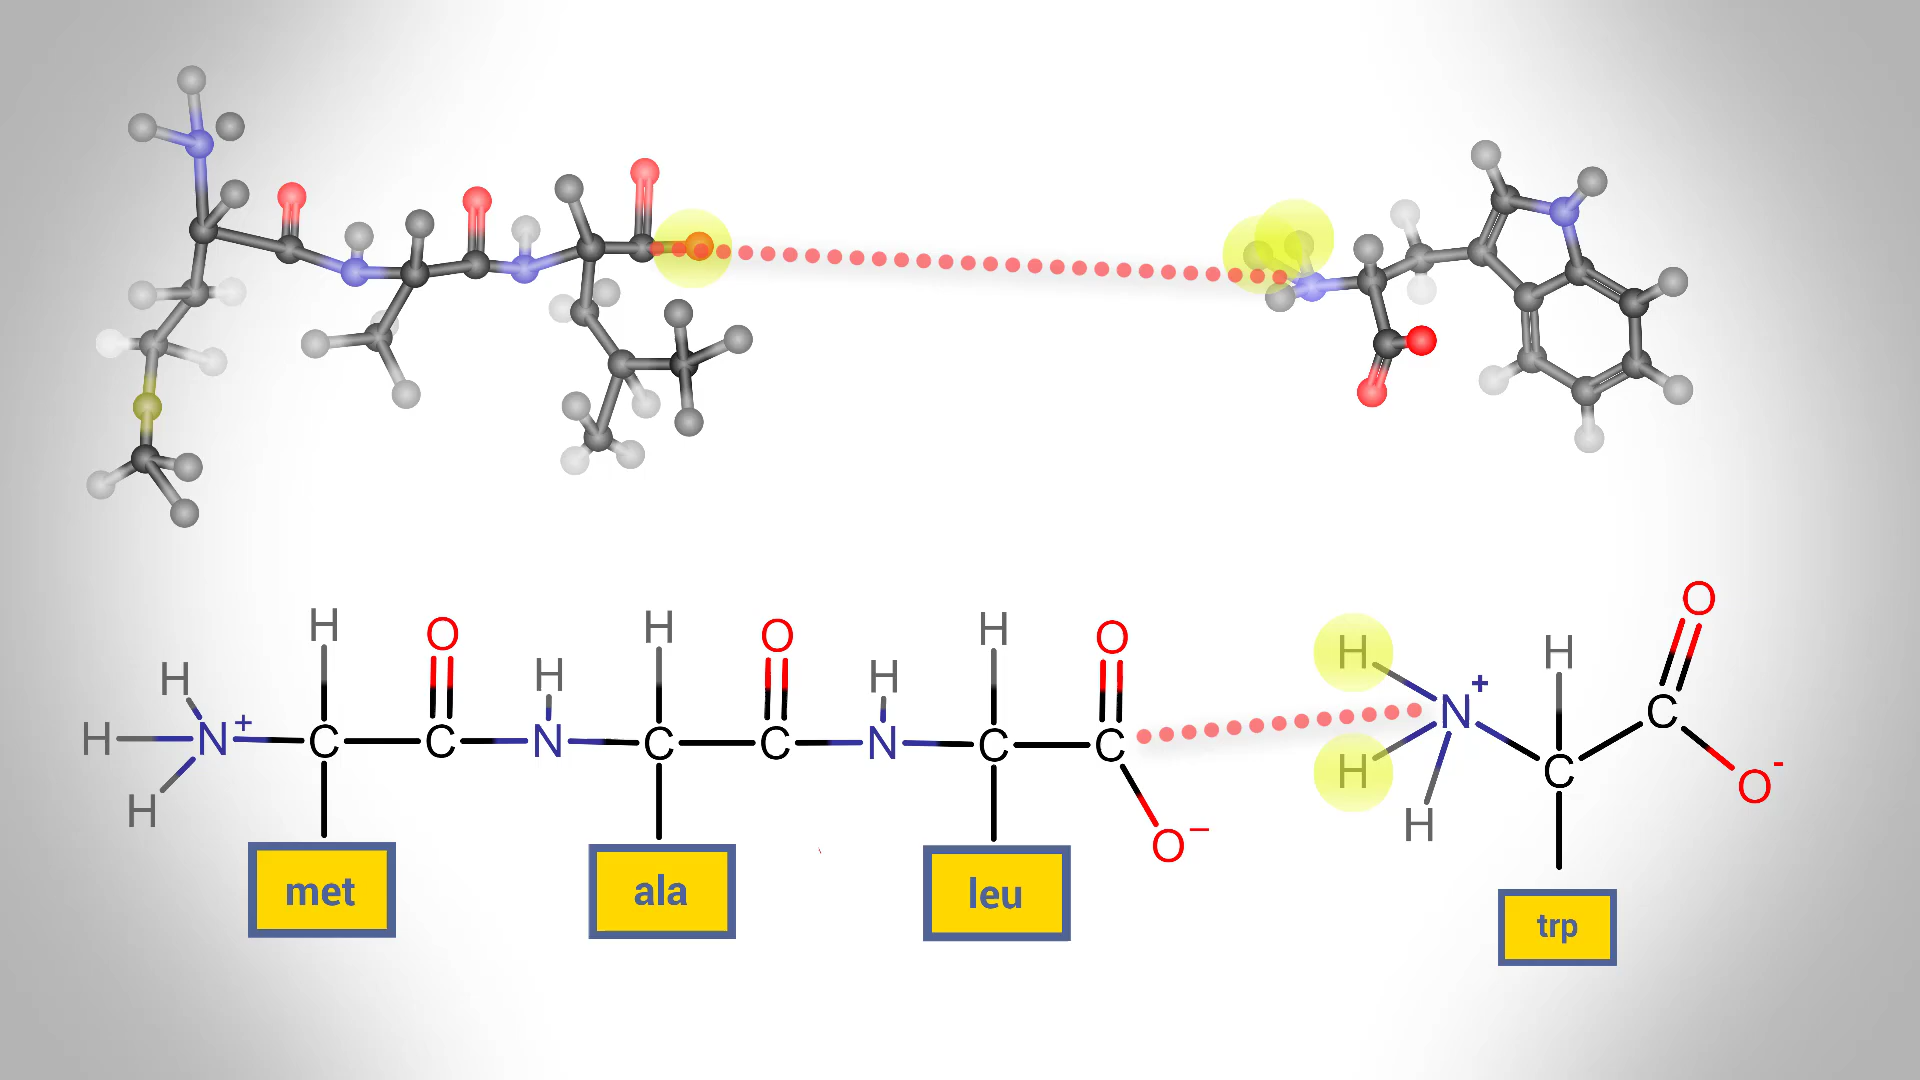 H H O H O H O H H O
H H H
H N+ C C N C C N C C N+ C
H O− H H C O-
met ala leu trp